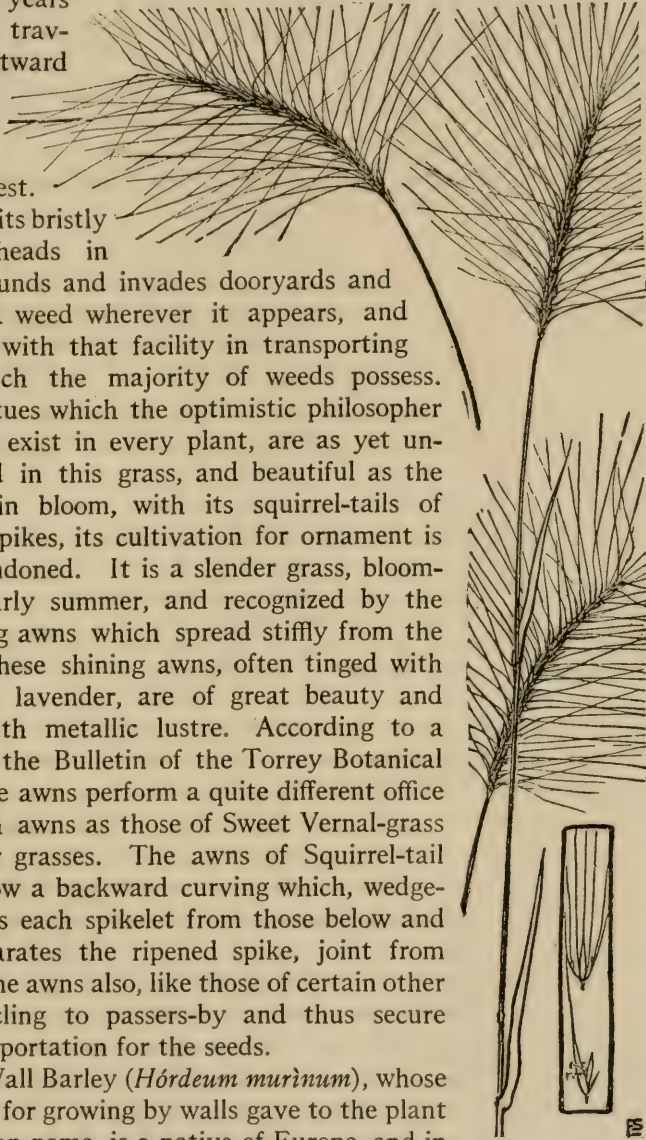 years
trav-
tward
est.
its bristly
heads in
unds and invades dooryards and
weed wherever it appears, and
with that facility in transporting
ch the majority of weeds possess.
tues which the optimistic philosopher
exist in every plant, are as yet un-
in this grass, and beautiful as the
in bloom, with its squirrel-tails of
pikes, its cultivation for ornament is
ndoned. It is a slender grass, bloom-
rly summer, and recognized by the
g awns which spread stiffly from the
hese shining awns, often tinged with
lavender, are of great beauty and
th metallic lustre. According to a
the Bulletin of the Torrey Botanical
e awns perform a quite different office
awns as those of Sweet Vernal-grass
r grasses. The awns of Squirrel-tail
ow a backward curving which, wedge-
s each spikelet from those below and
arates the ripened spike, joint from
he awns also, like those of certain other
cling to passers-by and thus secure
portation for the seeds.
Wall Barley (Hórdeum murìnum), whose
for growing by walls gave to the plant
on name, is a native of Europe, and in